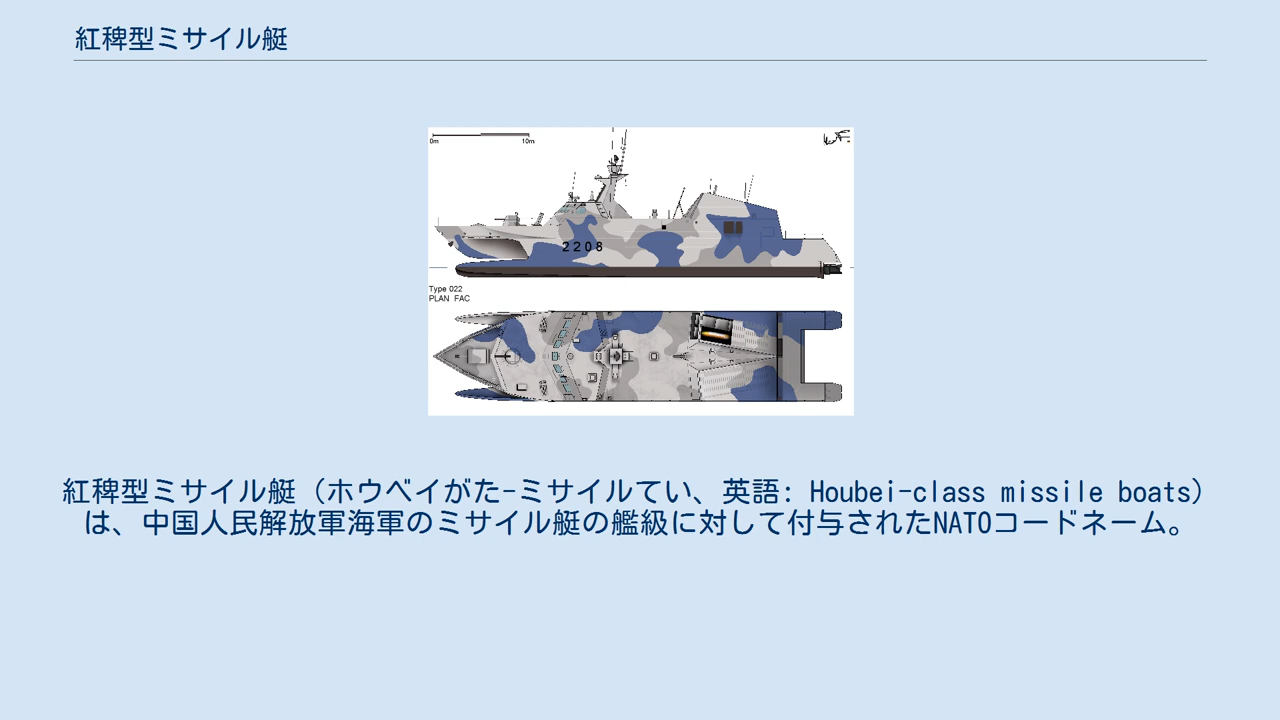 紅稗型ミサイル艇
0m 10m
2208
Type 022
PLAN FAC
紅稗型ミサイル艇（ホウベイがた-ミサイルてい、英語: Houbei-class missile boats）
は、中国人民解放軍海軍のミサイル艇の艦級に対して付与されたNATOコードネーム。